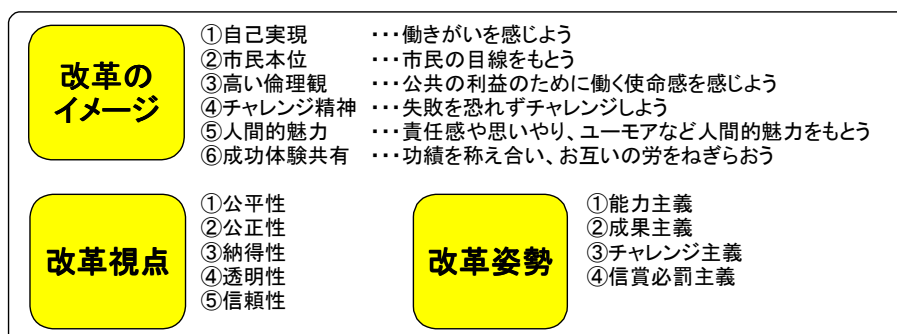 改革の
イメージ
①自己実現 ・・・働きがいを感じよう
②市民本位 ・・・市民の目線をもとう
③高い倫理観 ・・・公共の利益のために働く使命感を感じよう
④チャレンジ精神 ・・・失敗を恐れずチャレンジしよう
⑤人間的魅力 ・・・責任感や思いやり、ユーモアなど人間的魅力をもとう
⑥成功体験共有 ・・・功績を称え合い、お互いの労をねぎらおう
改革視点
①公平性
②公正性
③納得性
④透明性
⑤信頼性
改革姿勢
①能力主義
②成果主義
③チャレンジ主義
④信賞必罰主義